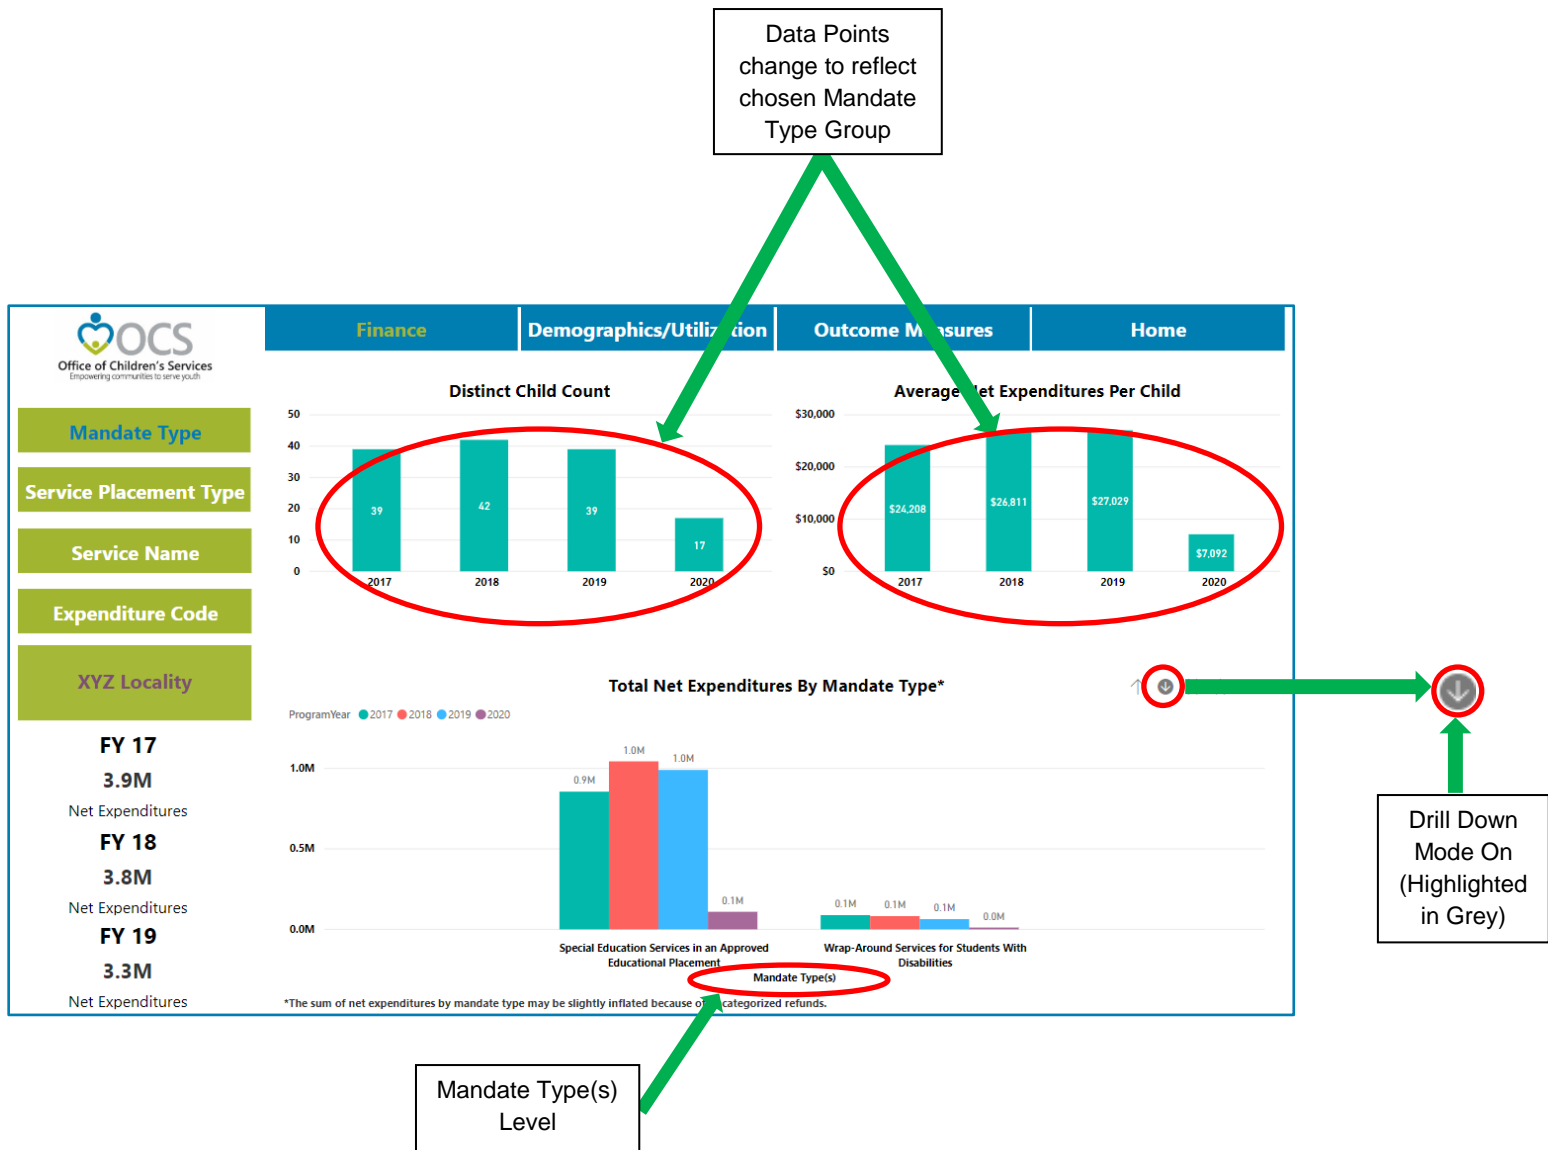 Data Points
change to reflect
chosen Mandate
Type Group
OCS
Office of Children's Services
Empowering communities to serve youth
Finance
Demographics/Utilization
Outcome Measures
Home
Mandate Type
Service Placement Type
Service Name
Expenditure Code
XYZ Locality
FY 17
3.9M
Net Expenditures
FY 18
3.8M
Net Expenditures
FY 19
3.3M
Net Expenditures
Distinct Child Count
50
40
30
20
10
0
39
42
39
17
2017
2018
2019
2020
Average Net Expenditures Per Child
$30,000
$20,000
$10,000
$0
$24,208
$26,811
$27,029
$7,092
2017
2018
2019
2020
Total Net Expenditures By Mandate Type*
ProgramYear 2017 2018 2019 2020
1.0M
0.5M
0.0M
0.9M
1.0M
1.0M
0.1M
0.1M
0.1M
0.1M
0.0M
Special Education Services in an Approved
Educational Placement
Wrap-Around Services for Students With
Disabilities
Mandate Type(s)
*The sum of net expenditures by mandate type may be slightly inflated because categorized refunds.
Drill Down
Mode On
(Highlighted
in Grey)
Mandate Type(s)
Level